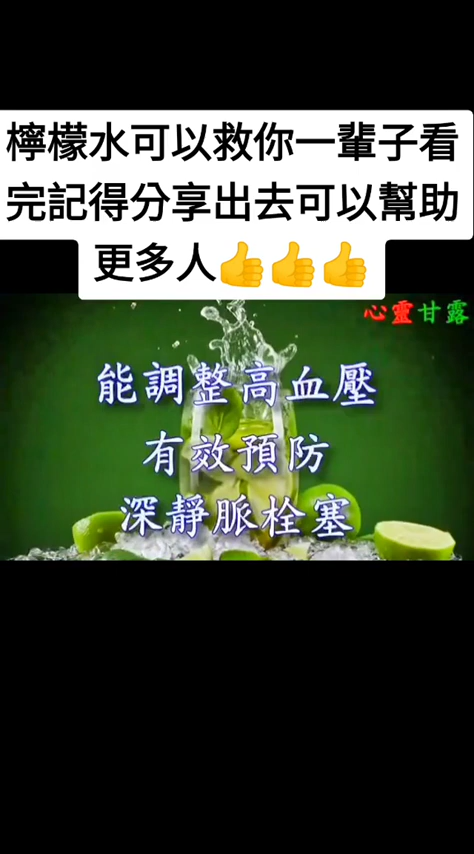 檸檬水可以救你一輩子看
完記得分享出去可以幫助
更多人👍👍👍
心靈甘露
能調整高血壓
有效預防
深靜脈栓塞